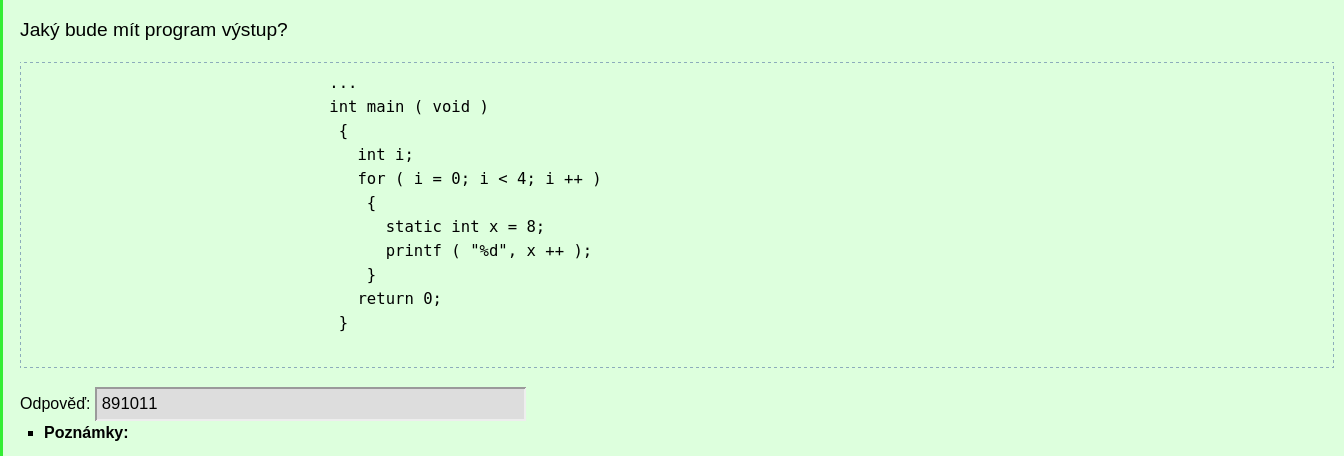 Jaký bude mít program výstup?
...
int main ( void )
{
int i;
for ( i = 0; i < 4; i ++ )
{
static int x = 8;
printf ( "%d", x ++ );
}
return 0;
}
Odpověď: 891011
Poznámky: